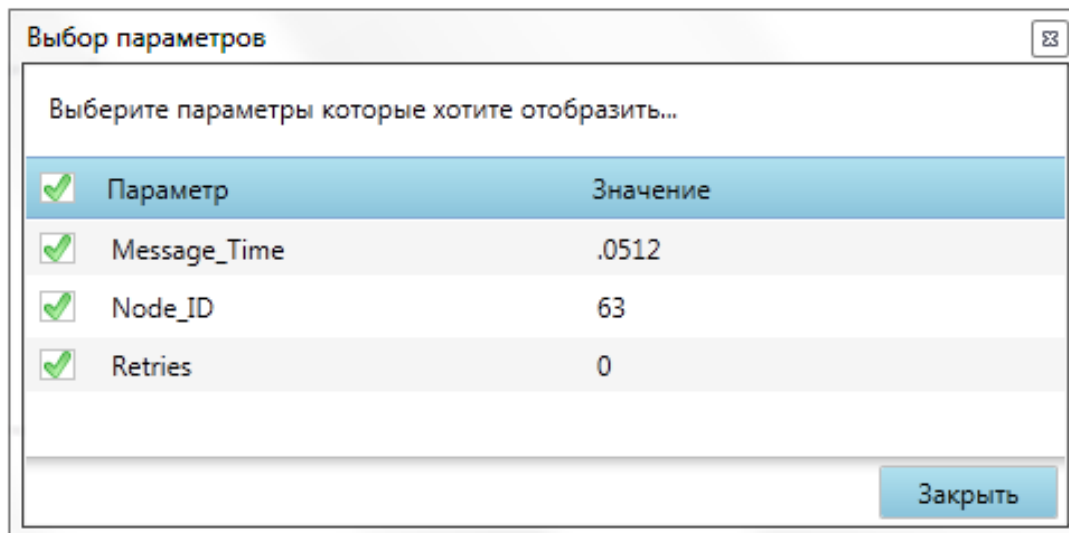 Выбор параметров
Выберите параметры которые хотите отобразить...
Параметр Значение
Message_Time .0512
Node_ID 63
Retries 0
Закрыть